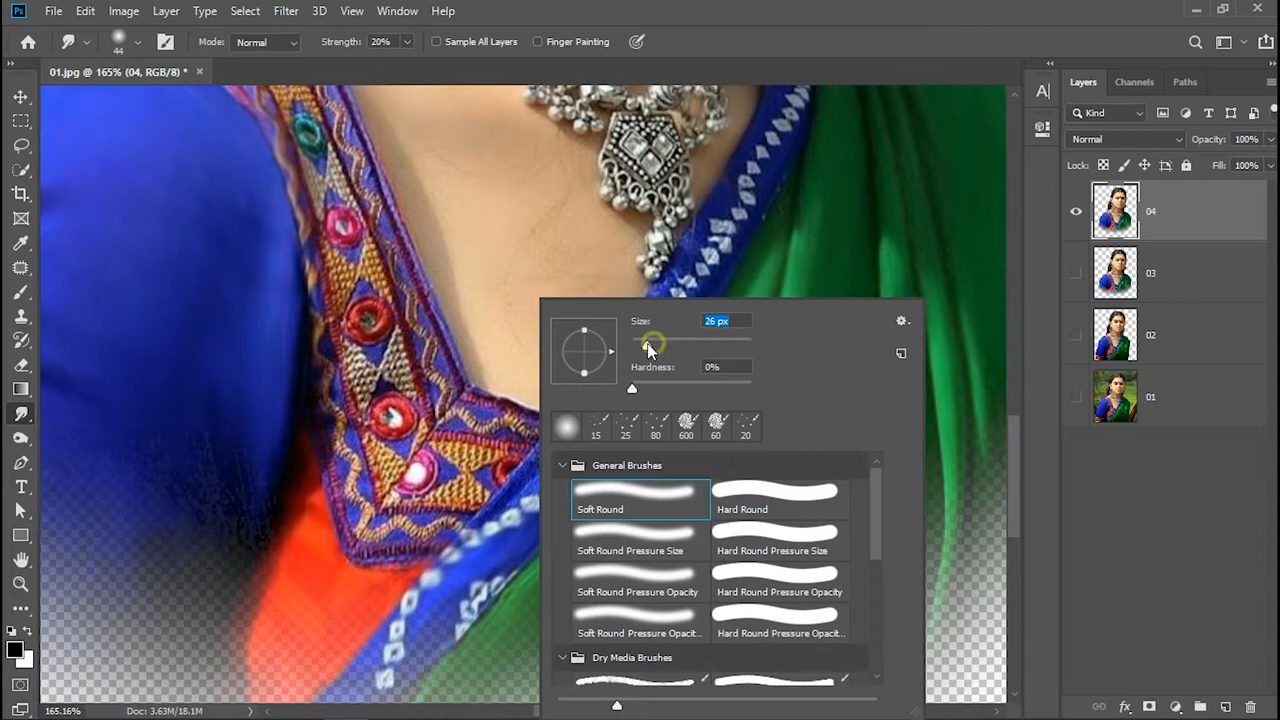 Ps File Edit Image Layer Type Select Filter 3D View Window Help
44 Mode: Normal Strength: 20% Sample All Layers Finger Painting
01.jpg @ 165% (04, RGB/8) * ×
Layers Channels Paths
Kind
Normal Opacity: 100%
Lock: Fill: 100%
04
03
02
01
Size: 26 px
Hardness: 0%
15 25 80 600 60 20
General Brushes
Soft Round Hard Round
Soft Round Pressure Size Hard Round Pressure Size
Soft Round Pressure Opacity Hard Round Pressure Opacity
Soft Round Pressure Opacit... Hard Round Pressure Opacit...
Dry Media Brushes
165.16% Doc: 3.63M/18.1M